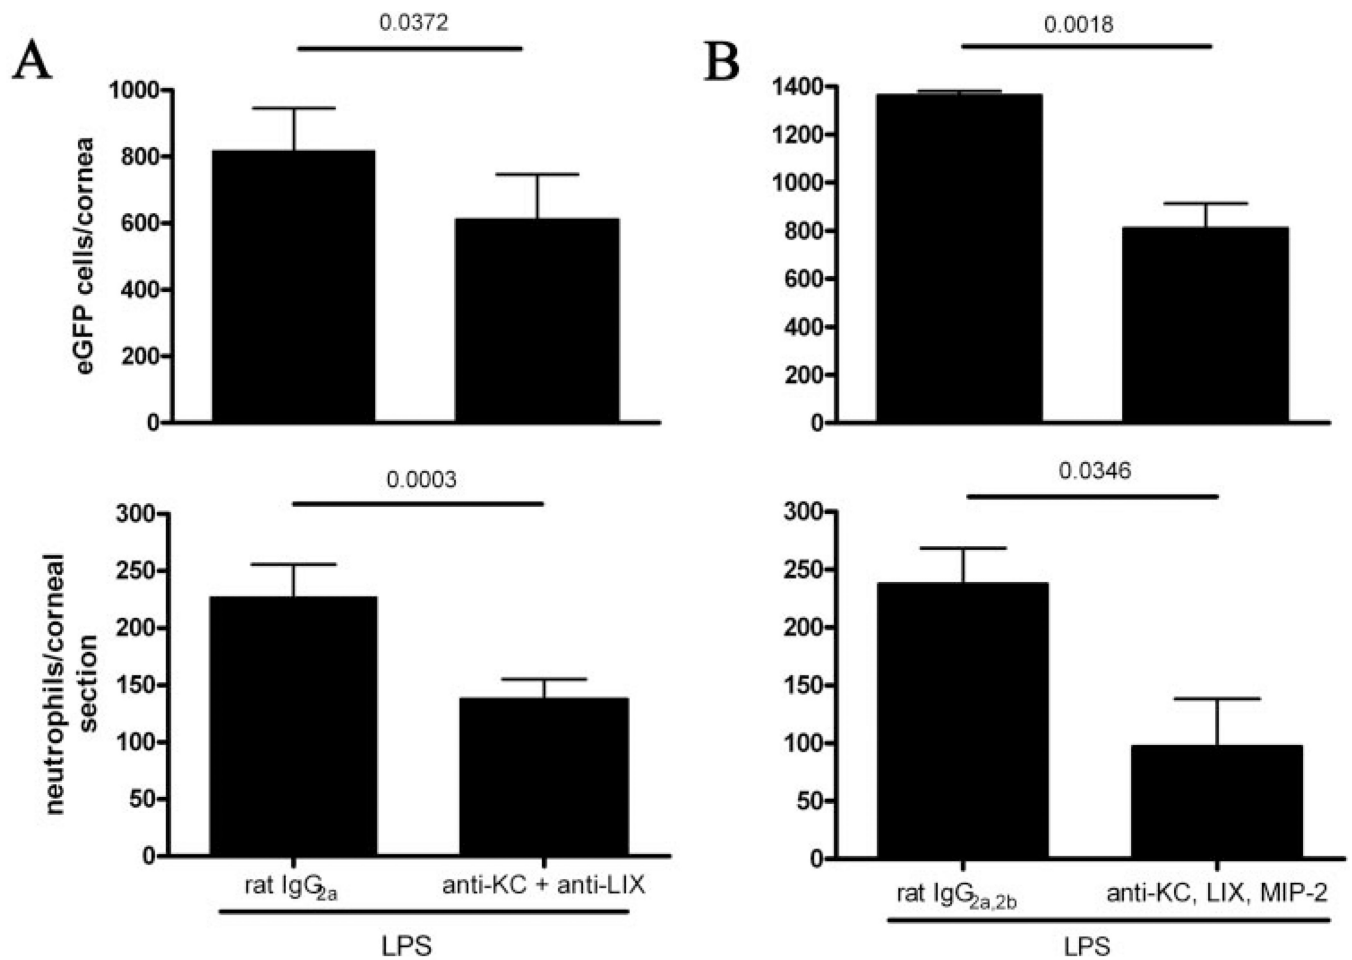 A
0.0372
eGFP cells/cornea
1000
800
600
400
200
0
B
0.0018
1400
1200
1000
800
600
400
200
0
0.0003
neutrophils/corneal
section
300
250
200
150
100
50
0
rat IgG2a
anti-KC + anti-LIX
LPS
0.0346
300
250
200
150
100
50
0
rat IgG2a,2b
anti-KC, LIX, MIP-2
LPS